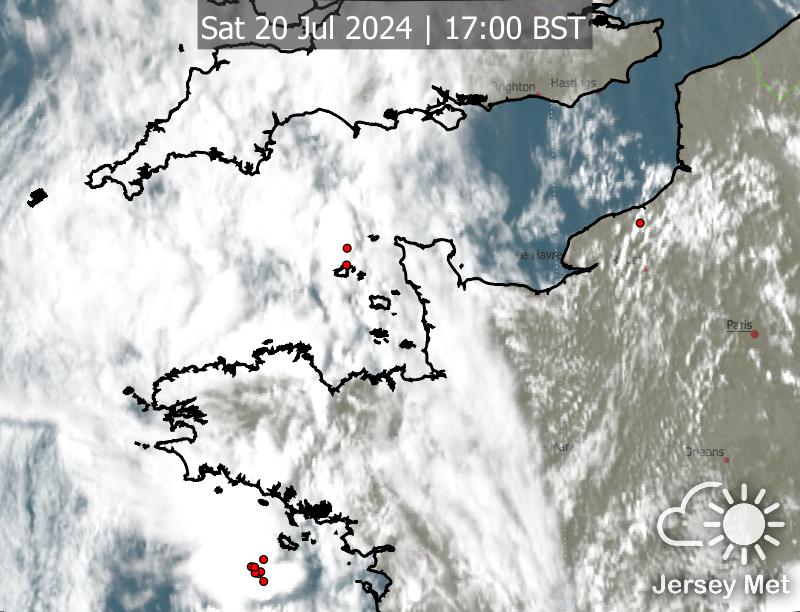 Sat 20 Jul 2024 | 17:00 BST
Brighton
Hastings
Le Havre
Paris
Orleans
Jersey Met